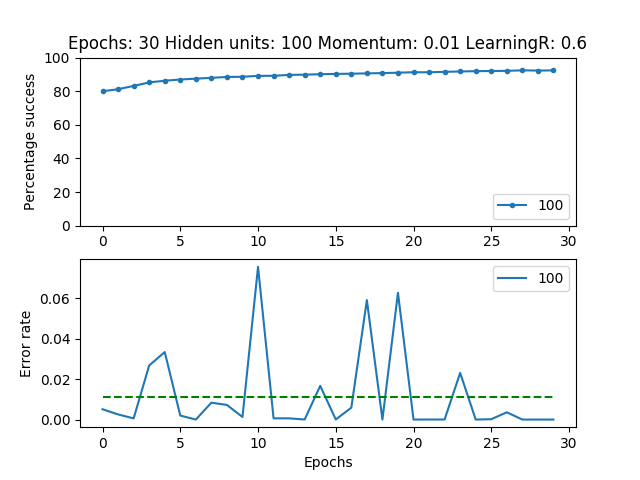 Epochs: 30 Hidden units: 100 Momentum: 0.01 LearningR: 0.6
Percentage success
100
80
60
40
20
0
100
0 5 10 15 20 25 30
Error rate
0.06
0.04
0.02
0.00
100
0 5 10 15 20 25 30
Epochs